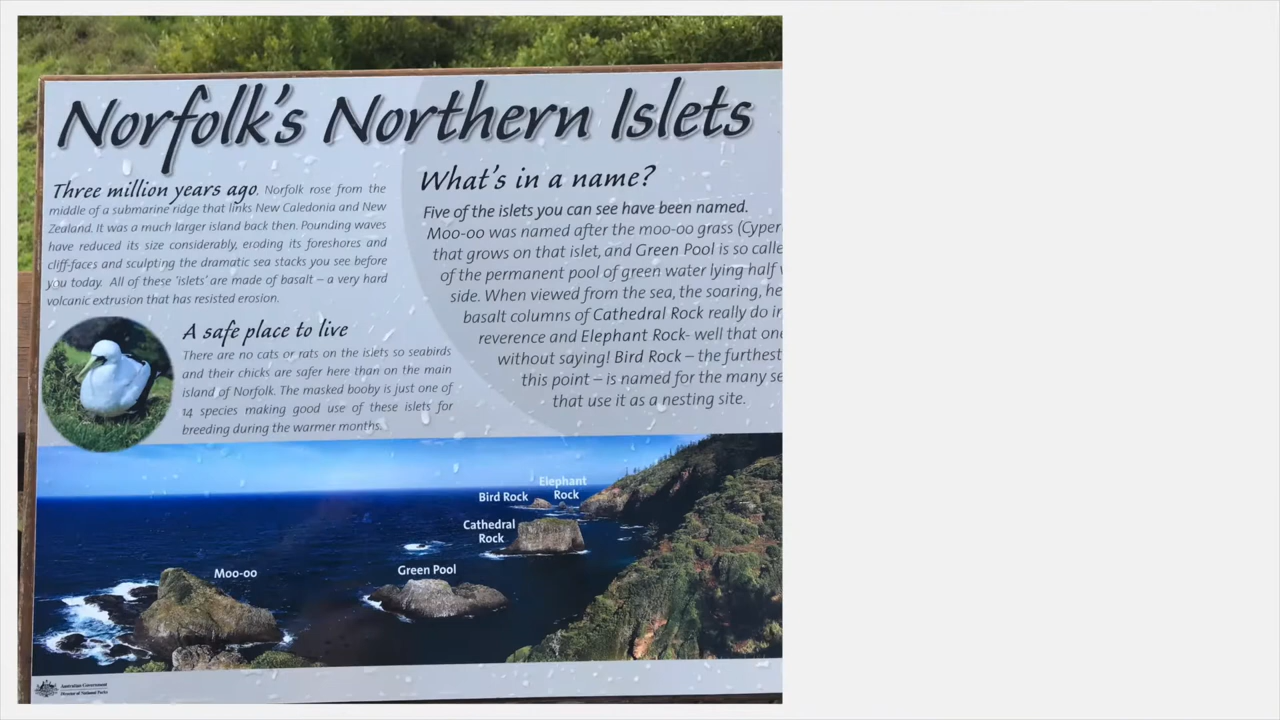 Norfolk's Northern Islets
Three million years ago, Norfolk rose from the
middle of a submarine ridge that links New Caledonia and New
Zealand. It was a much larger island back then. Pounding waves
have reduced its size considerably, eroding its foreshores and
cliff-faces and sculpting the dramatic sea stacks you see before
you today. All of these 'islets' are made of basalt – a very hard
volcanic extrusion that has resisted erosion.
A safe place to live
There are no cats or rats on the islets so seabirds
and their chicks are safer here than on the main
island of Norfolk. The masked booby is just one of
14 species making good use of these islets for
breeding during the warmer months.
What's in a name?
Five of the islets you can see have been named.
Moo-oo was named after the moo-oo grass (Cyper
that grows on that islet, and Green Pool is so calle
of the permanent pool of green water lying half
side. When viewed from the sea, the soaring, he
basalt columns of Cathedral Rock really do in
reverence and Elephant Rock- well that one
without saying! Bird Rock – the furthest
this point – is named for the many se
that use it as a nesting site.
Elephant
Rock
Bird Rock
Cathedral
Rock
Green Pool
Moo-oo
Australian Government
Director of National Parks